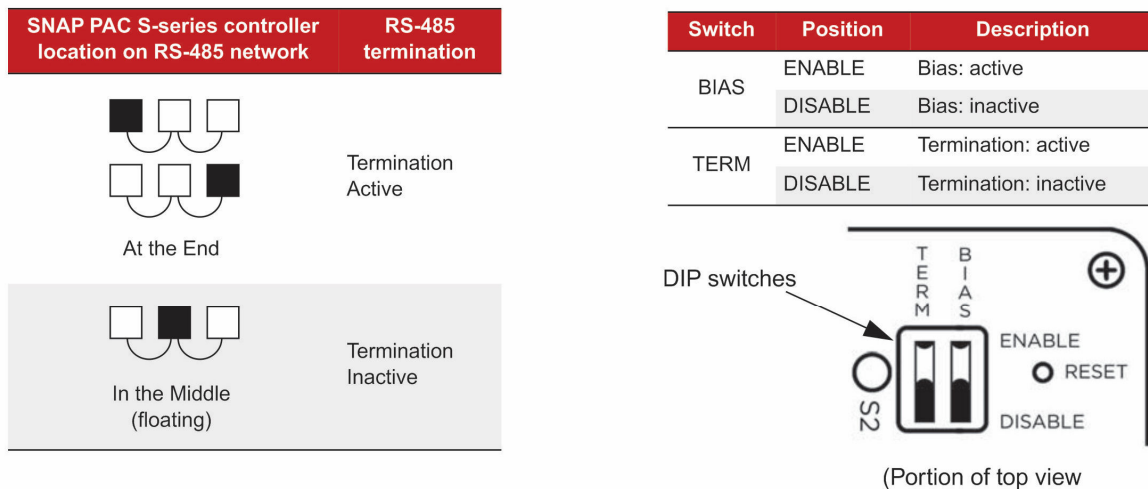 SNAP PAC S-series controller
location on RS-485 network
RS-485
termination
Termination
Active
At the End
Termination
Inactive
In the Middle
(floating)
Switch Position Description
BIAS
ENABLE Bias: active
DISABLE Bias: inactive
TERM
ENABLE Termination: active
DISABLE Termination: inactive
DIP switches
TERM
BIAS
ENABLE
RESET
S2
DISABLE
(Portion of top view